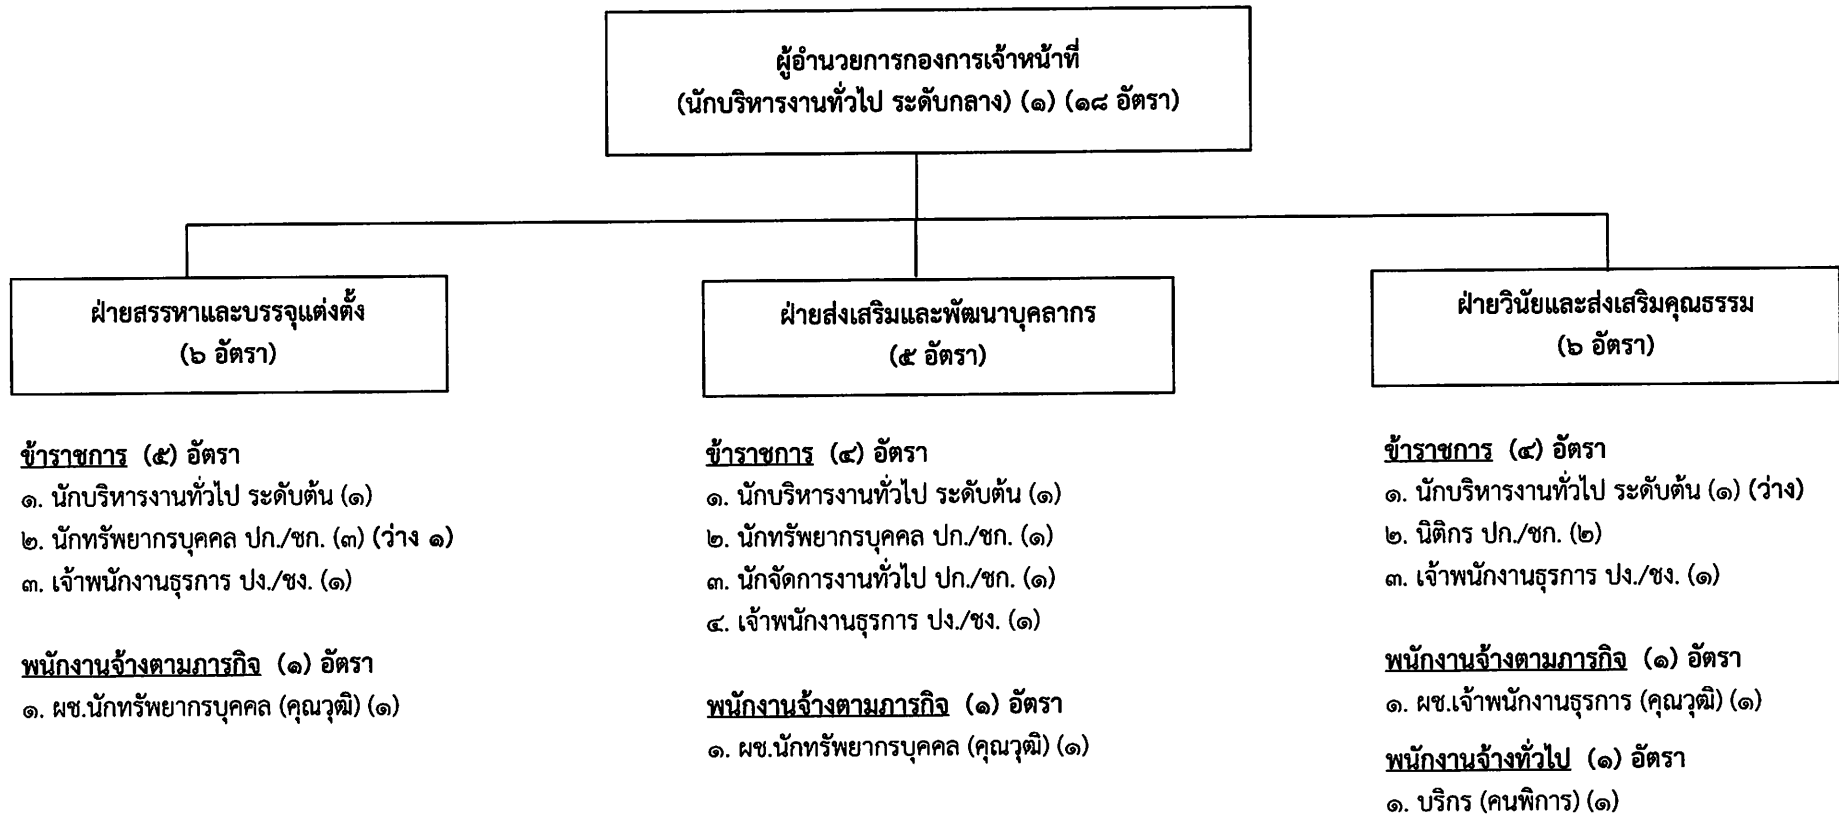 ผู้อำนวยการกองการเจ้าหน้าที่
(นักบริหารงานทั่วไป ระดับกลาง) (๑) (๑๘ อัตรา)
ฝ่ายสรรหาและบรรจุแต่งตั้ง
(๖ อัตรา)
ข้าราชการ (๕) อัตรา
๑. นักบริหารงานทั่วไป ระดับต้น (๑)
๒. นักทรัพยากรบุคคล ปก./ชก. (๓) (ว่าง ๑)
๓. เจ้าพนักงานธุรการ ปง./ชง. (๑)
พนักงานจ้างตามภารกิจ (๑) อัตรา
๑. ผช.นักทรัพยากรบุคคล (คุณวุฒิ) (๑)
ฝ่ายส่งเสริมและพัฒนาบุคลากร
(๕ อัตรา)
ข้าราชการ (๔) อัตรา
๑. นักบริหารงานทั่วไป ระดับต้น (๑)
๒. นักทรัพยากรบุคคล ปก./ชก. (๑)
๓. นักจัดการงานทั่วไป ปก./ชก. (๑)
๔. เจ้าพนักงานธุรการ ปง./ชง. (๑)
พนักงานจ้างตามภารกิจ (๑) อัตรา
๑. ผช.นักทรัพยากรบุคคล (คุณวุฒิ) (๑)
ฝ่ายวินัยและส่งเสริมคุณธรรม
(๖ อัตรา)
ข้าราชการ (๔) อัตรา
๑. นักบริหารงานทั่วไป ระดับต้น (๑) (ว่าง)
๒. นิติกร ปก./ชก. (๒)
๓. เจ้าพนักงานธุรการ ปง./ชง. (๑)
พนักงานจ้างตามภารกิจ (๑) อัตรา
๑. ผช.เจ้าพนักงานธุรการ (คุณวุฒิ) (๑)
พนักงานจ้างทั่วไป (๑) อัตรา
๑. บริกร (คนพิการ) (๑)